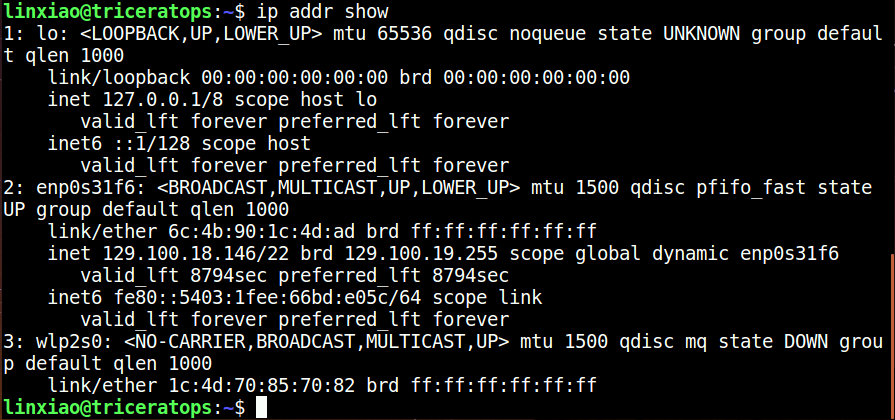 linxiao@triceratops:~$ ip addr show
1: lo: <LOOPBACK,UP,LOWER_UP> mtu 65536 qdisc noqueue state UNKNOWN group defaul
t qlen 1000
    link/loopback 00:00:00:00:00:00 brd 00:00:00:00:00:00
    inet 127.0.0.1/8 scope host lo
       valid_lft forever preferred_lft forever
    inet6 ::1/128 scope host
       valid_lft forever preferred_lft forever
2: enp0s31f6: <BROADCAST,MULTICAST,UP,LOWER_UP> mtu 1500 qdisc pfifo_fast state
UP group default qlen 1000
    link/ether 6c:4b:90:1c:4d:ad brd ff:ff:ff:ff:ff:ff
    inet 129.100.18.146/22 brd 129.100.19.255 scope global dynamic enp0s31f6
       valid_lft 8794sec preferred_lft 8794sec
    inet6 fe80::5403:1fee:66bd:e05c/64 scope link
       valid_lft forever preferred_lft forever
3: wlp2s0: <NO-CARRIER,BROADCAST,MULTICAST,UP> mtu 1500 qdisc mq state DOWN grou
p default qlen 1000
    link/ether 1c:4d:70:85:70:82 brd ff:ff:ff:ff:ff:ff
linxiao@triceratops:~$